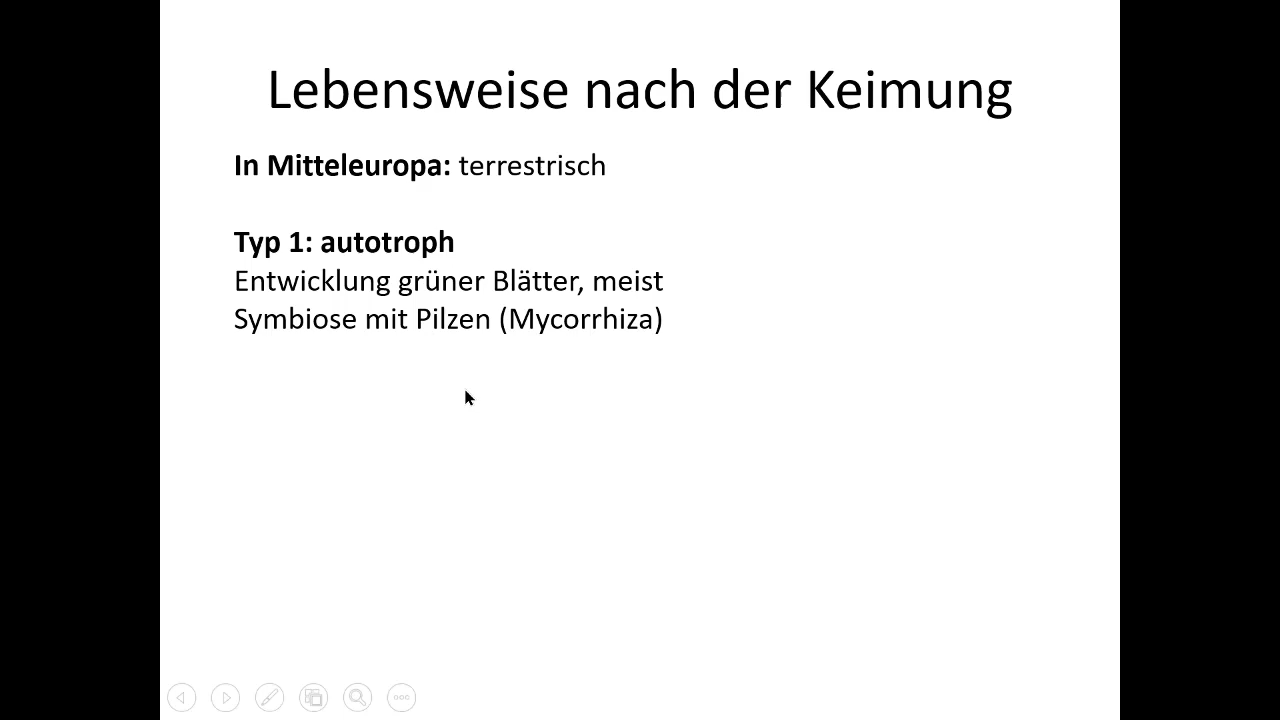 Lebensweise nach der Keimung
In Mitteleuropa: terrestrisch
Typ 1: autotroph
Entwicklung grüner Blätter, meist
Symbiose mit Pilzen (Mycorrhiza)